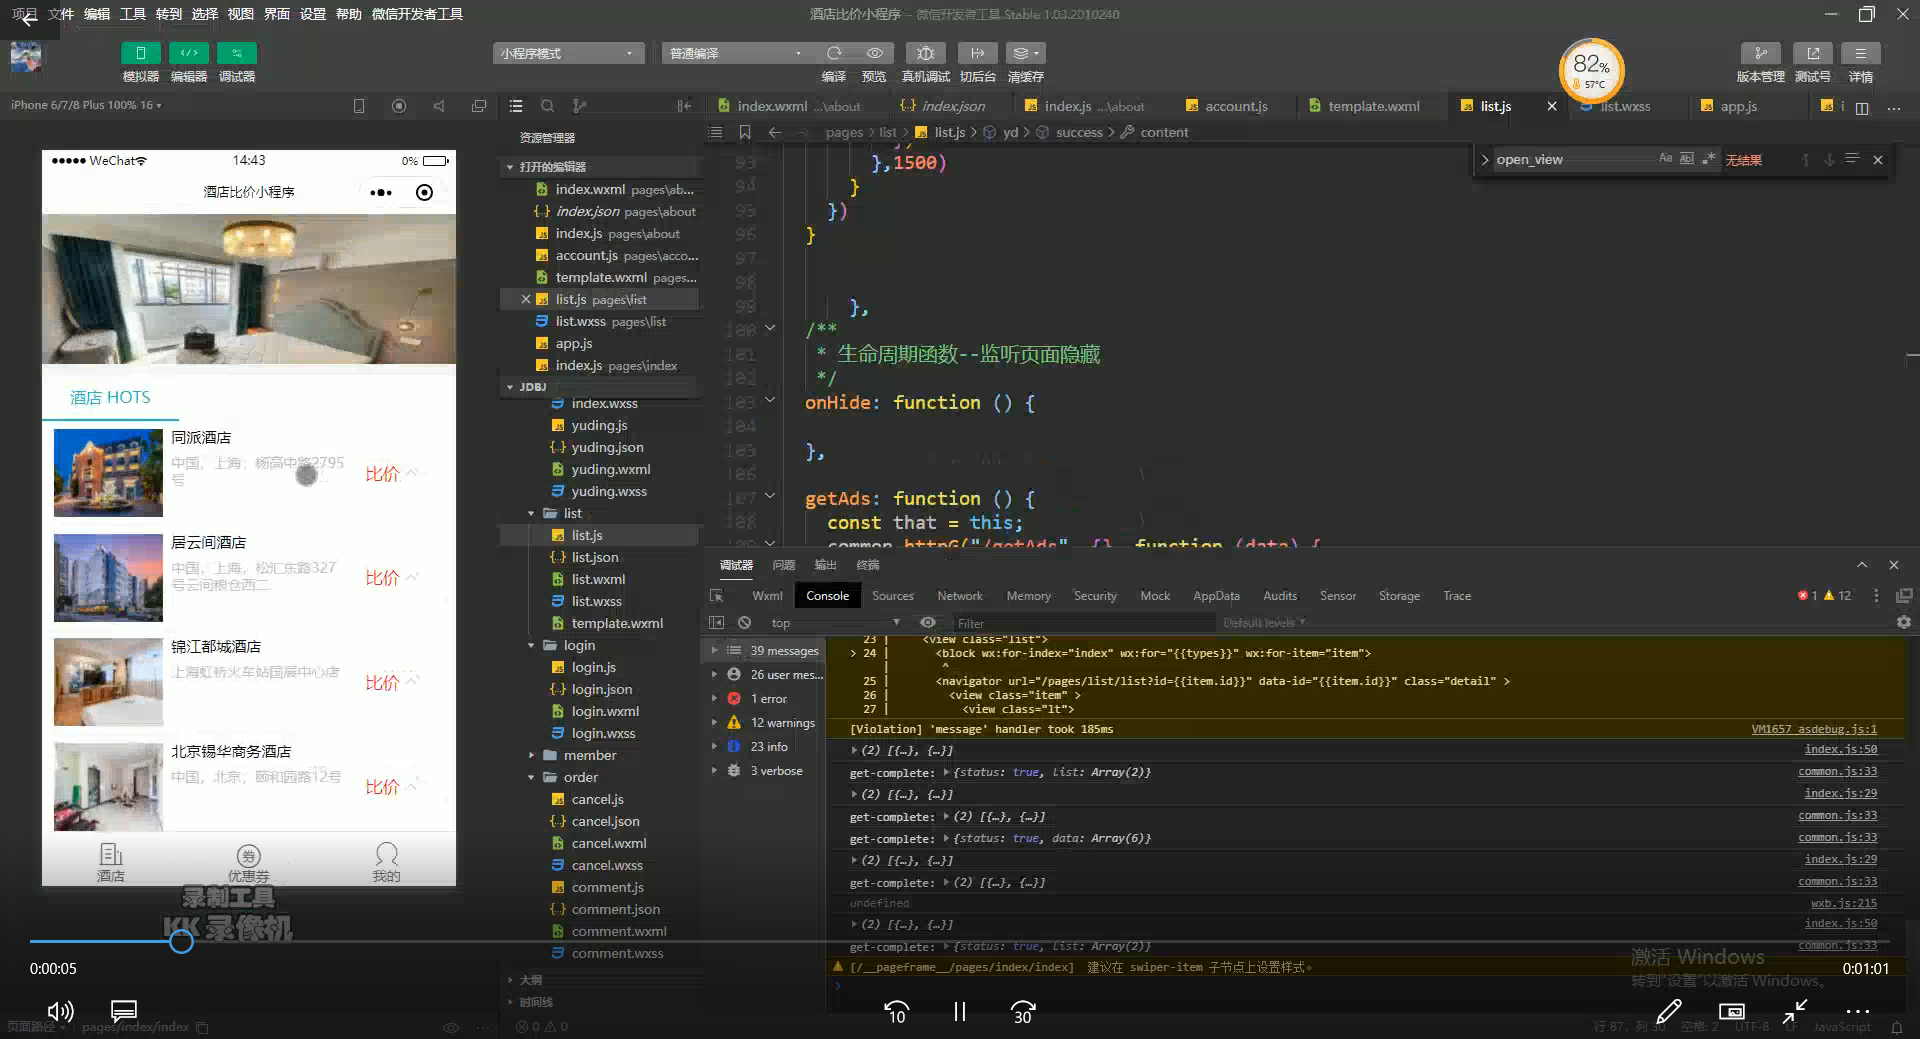 项目 文件 编辑 工具 转到 选择 视图 界面 设置 帮助 微信开发者工具
酒店比价小程序 - 微信开发者工具 Stable 1.03.2010240
小程序模式
普通编译
82%
57°C
模拟器 编辑器 调试器
编译 预览 真机调试 切后台 清缓存
版本管理 测试号 详情
iPhone 6/7/8 Plus 100% 16
index.wxml ...\about
index.json
index.js ...\about
account.js
template.wxml
list.js
list.wxss
app.js
i
WeChat
14:43
0%
酒店比价小程序
酒店 HOTS
同派酒店
中国，上海，杨高中路2795
号
比价
居云间酒店
中国，上海，松汇东路327
号云间粮仓西二
比价
锦江都城酒店
上海虹桥火车站国展中心店
比价
北京锡华商务酒店
中国，北京，颐和园路12号
比价
酒店
券
优惠券
我的
录制工具
KK 录像机
资源管理器
打开的编辑器
index.wxml pages\ab...
index.json pages\about
index.js pages\about
account.js pages\acco...
template.wxml pages...
list.js pages\list
list.wxss pages\list
app.js
index.js pages\index
JDBJ
index.wxss
yuding.js
yuding.json
yuding.wxml
yuding.wxss
list
list.js
list.json
list.wxml
list.wxss
template.wxml
login
login.js
login.json
login.wxml
login.wxss
member
order
cancel.js
cancel.json
cancel.wxml
cancel.wxss
comment.js
comment.json
comment.wxml
comment.wxss
大纲
时间线
pages > list > list.js > yd > success > content
open_view
Aa Abl .*
无结果
93 },1500)
94 }
95 })
96 }
97
98
99 },
100 /**
101 * 生命周期函数--监听页面隐藏
102 */
103 onHide: function () {
104
105 },
106
107 getAds: function () {
108 const that = this;
common.httpG("/getAds", {}, function (data) {
调试器 问题 输出 终端
Wxml Console Sources Network Memory Security Mock AppData Audits Sensor Storage Trace
1 12
top
Filter
Default levels
39 messages
26 user mes...
1 error
12 warnings
23 info
3 verbose
23 | <view class="list">
> 24 | <block wx:for-index="index" wx:for="{{types}}" wx:for-item="item">
| ^
25 | <navigator url="/pages/list/list?id={{item.id}}" data-id="{{item.id}}" class="detail" >
26 | <view class="item" >
27 | <view class="lt">
[Violation] 'message' handler took 185ms VM1657 asdebug.js:1
(2) [{…}, {…}] index.js:50
get-complete: {status: true, list: Array(2)} common.js:33
(2) [{…}, {…}] index.js:29
get-complete: (2) [{…}, {…}] common.js:33
get-complete: {status: true, data: Array(6)} common.js:33
(2) [{…}, {…}] index.js:29
get-complete: (2) [{…}, {…}] common.js:33
undefined wxb.js:215
(2) [{…}, {…}] index.js:50
get-complete: {status: true, list: Array(2)} common.js:33
[/__pageframe__/pages/index/index] 建议在 swiper-item 子节点上设置样式。
激活 Windows
转到"设置"以激活 Windows。
0:00:05
0:01:01
10
30
页面路径 pages/index/index
0 0
行 87，列 30 空格: 2 UTF-8 LF JavaScript